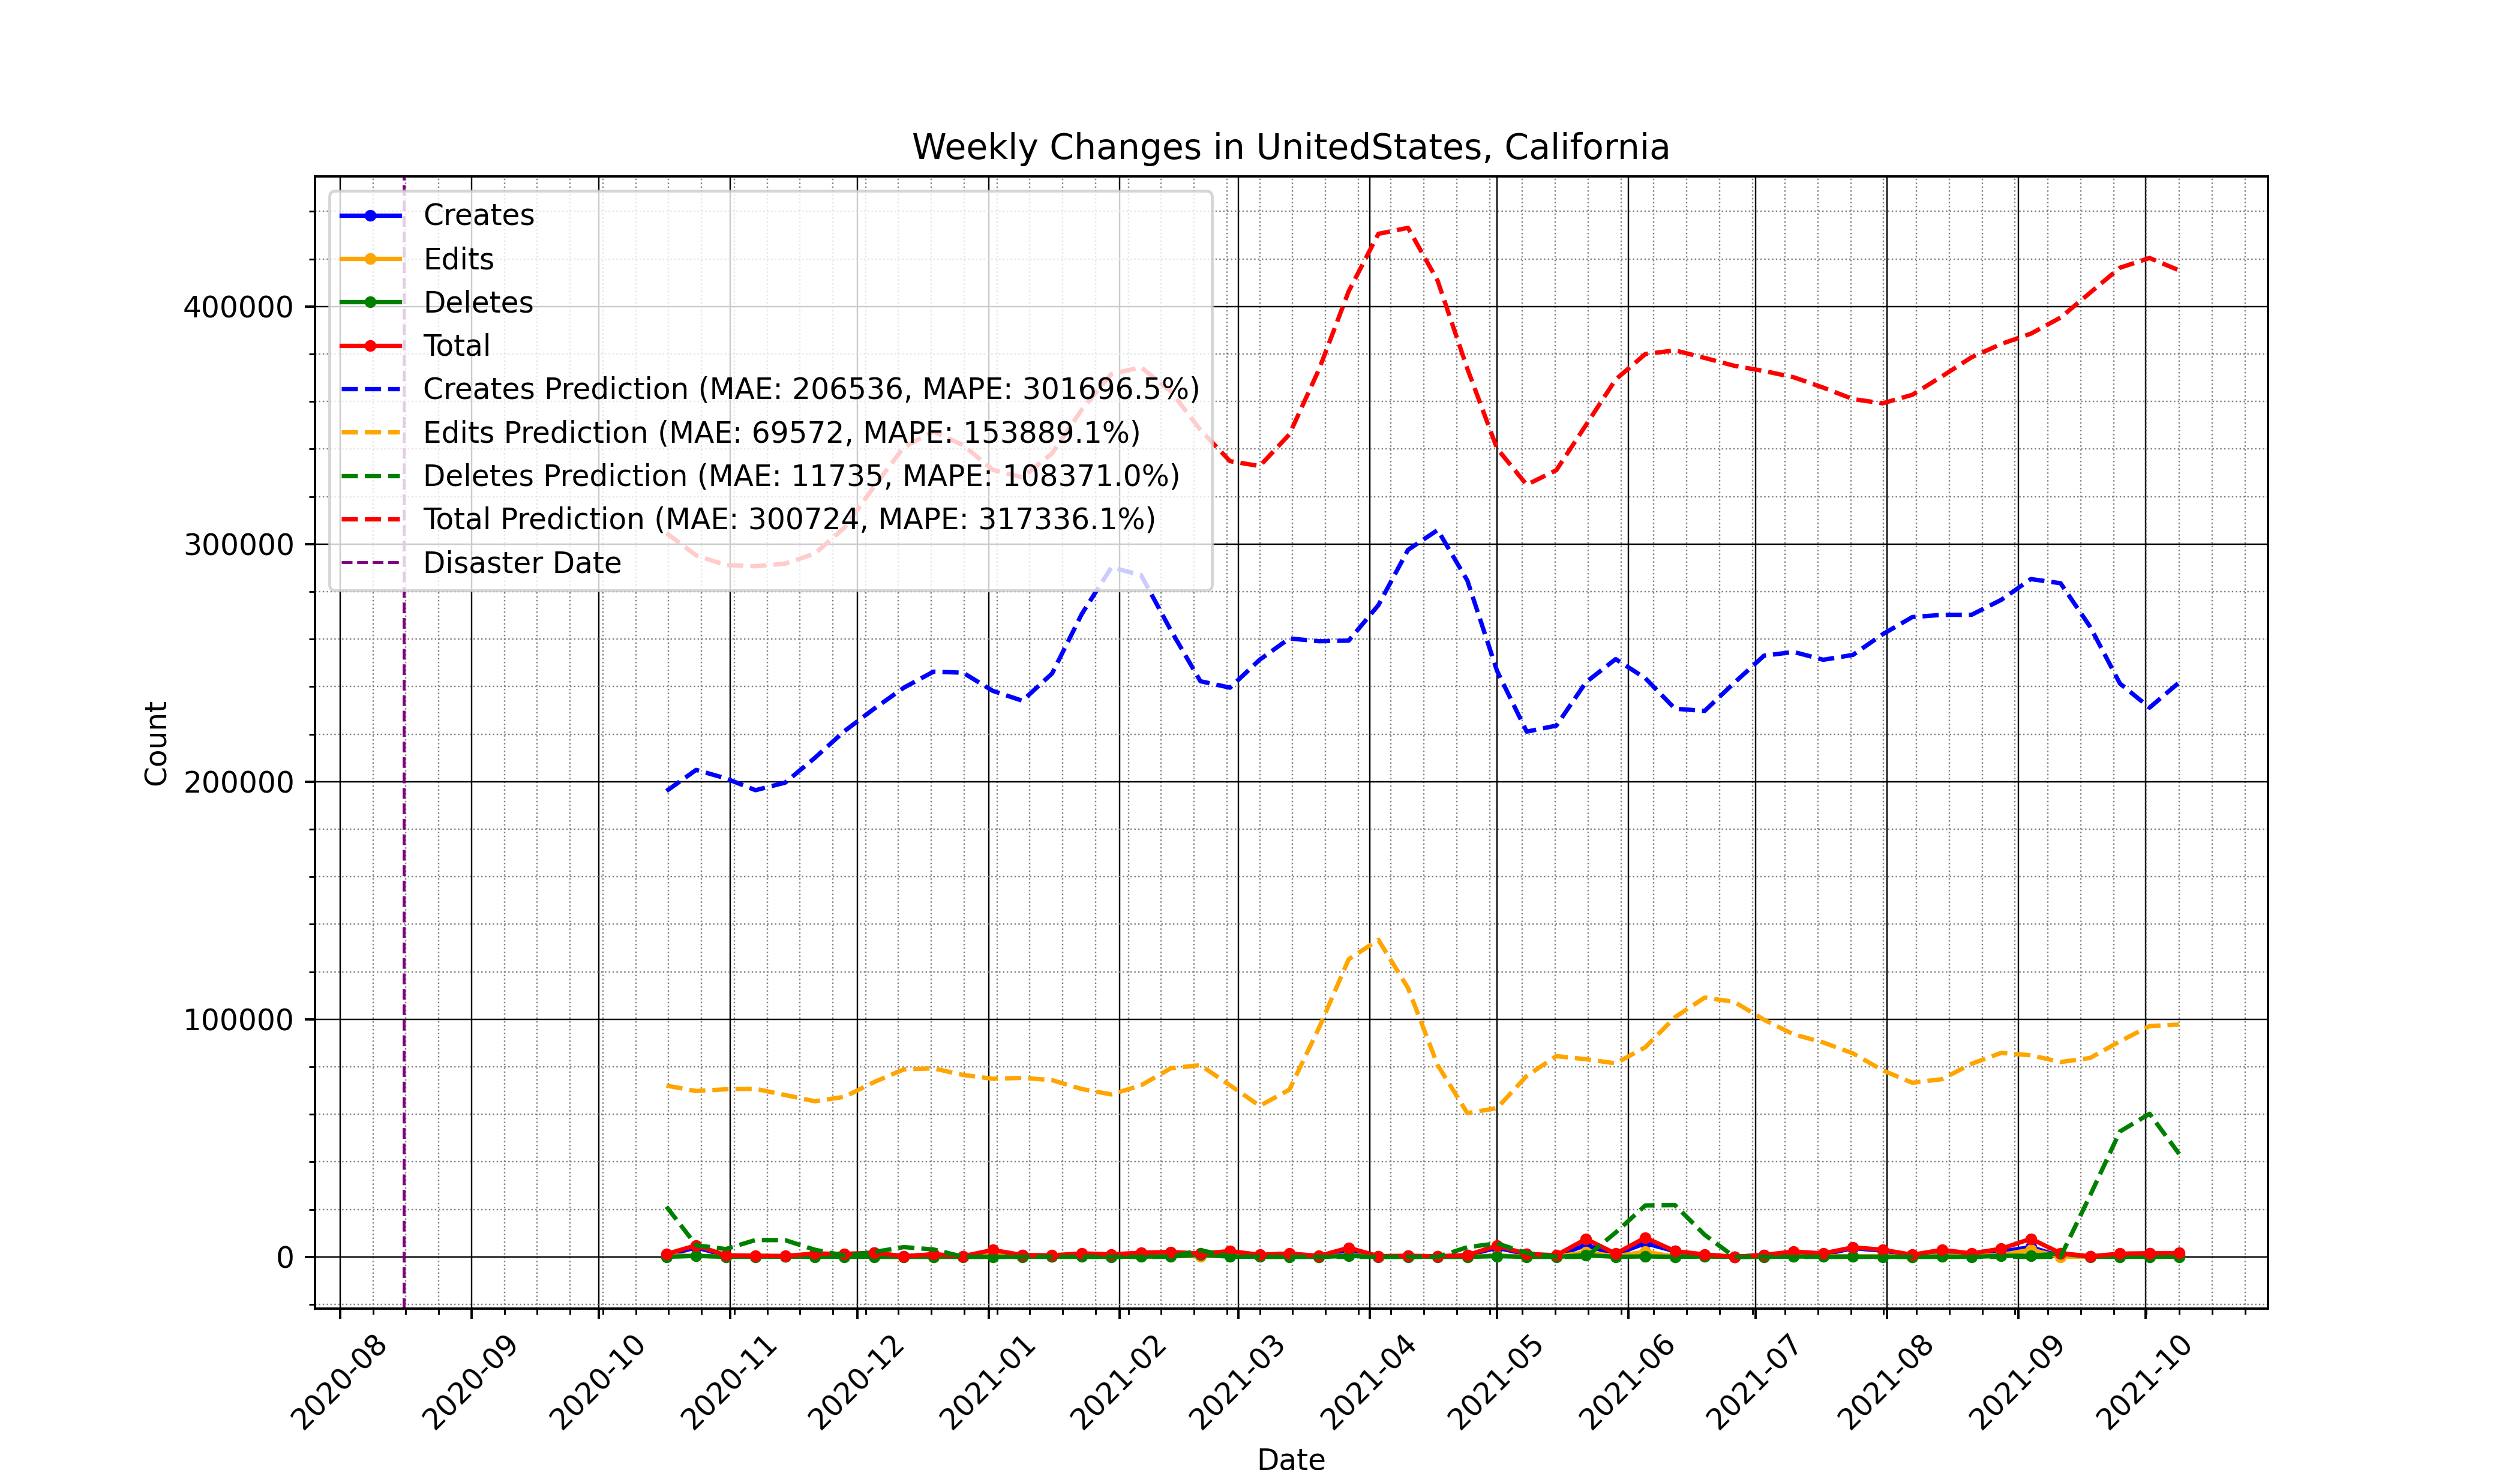 Weekly Changes in UnitedStates, California
Creates
Edits
Deletes
Total
Creates Prediction (MAE: 206536, MAPE: 301696.5%)
Edits Prediction (MAE: 69572, MAPE: 153889.1%)
Deletes Prediction (MAE: 11735, MAPE: 108371.0%)
Total Prediction (MAE: 300724, MAPE: 317336.1%)
Disaster Date
Count
400000
300000
200000
100000
0
2020-08
2020-09
2020-10
2020-11
2020-12
2021-01
2021-02
2021-03
2021-04
2021-05
2021-06
2021-07
2021-08
2021-09
2021-10
Date